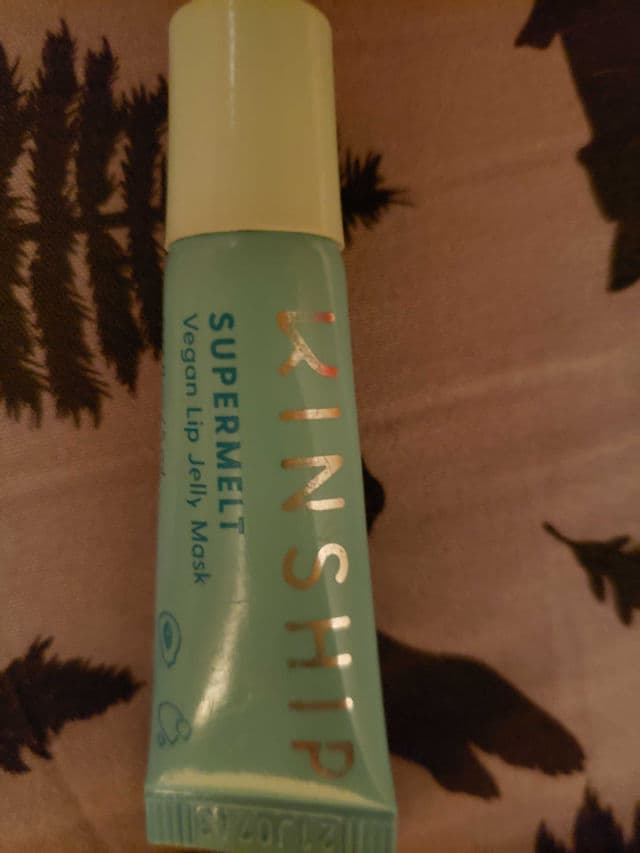 KINSHIP
SUPERMELT
Vegan Lip Jelly Mask